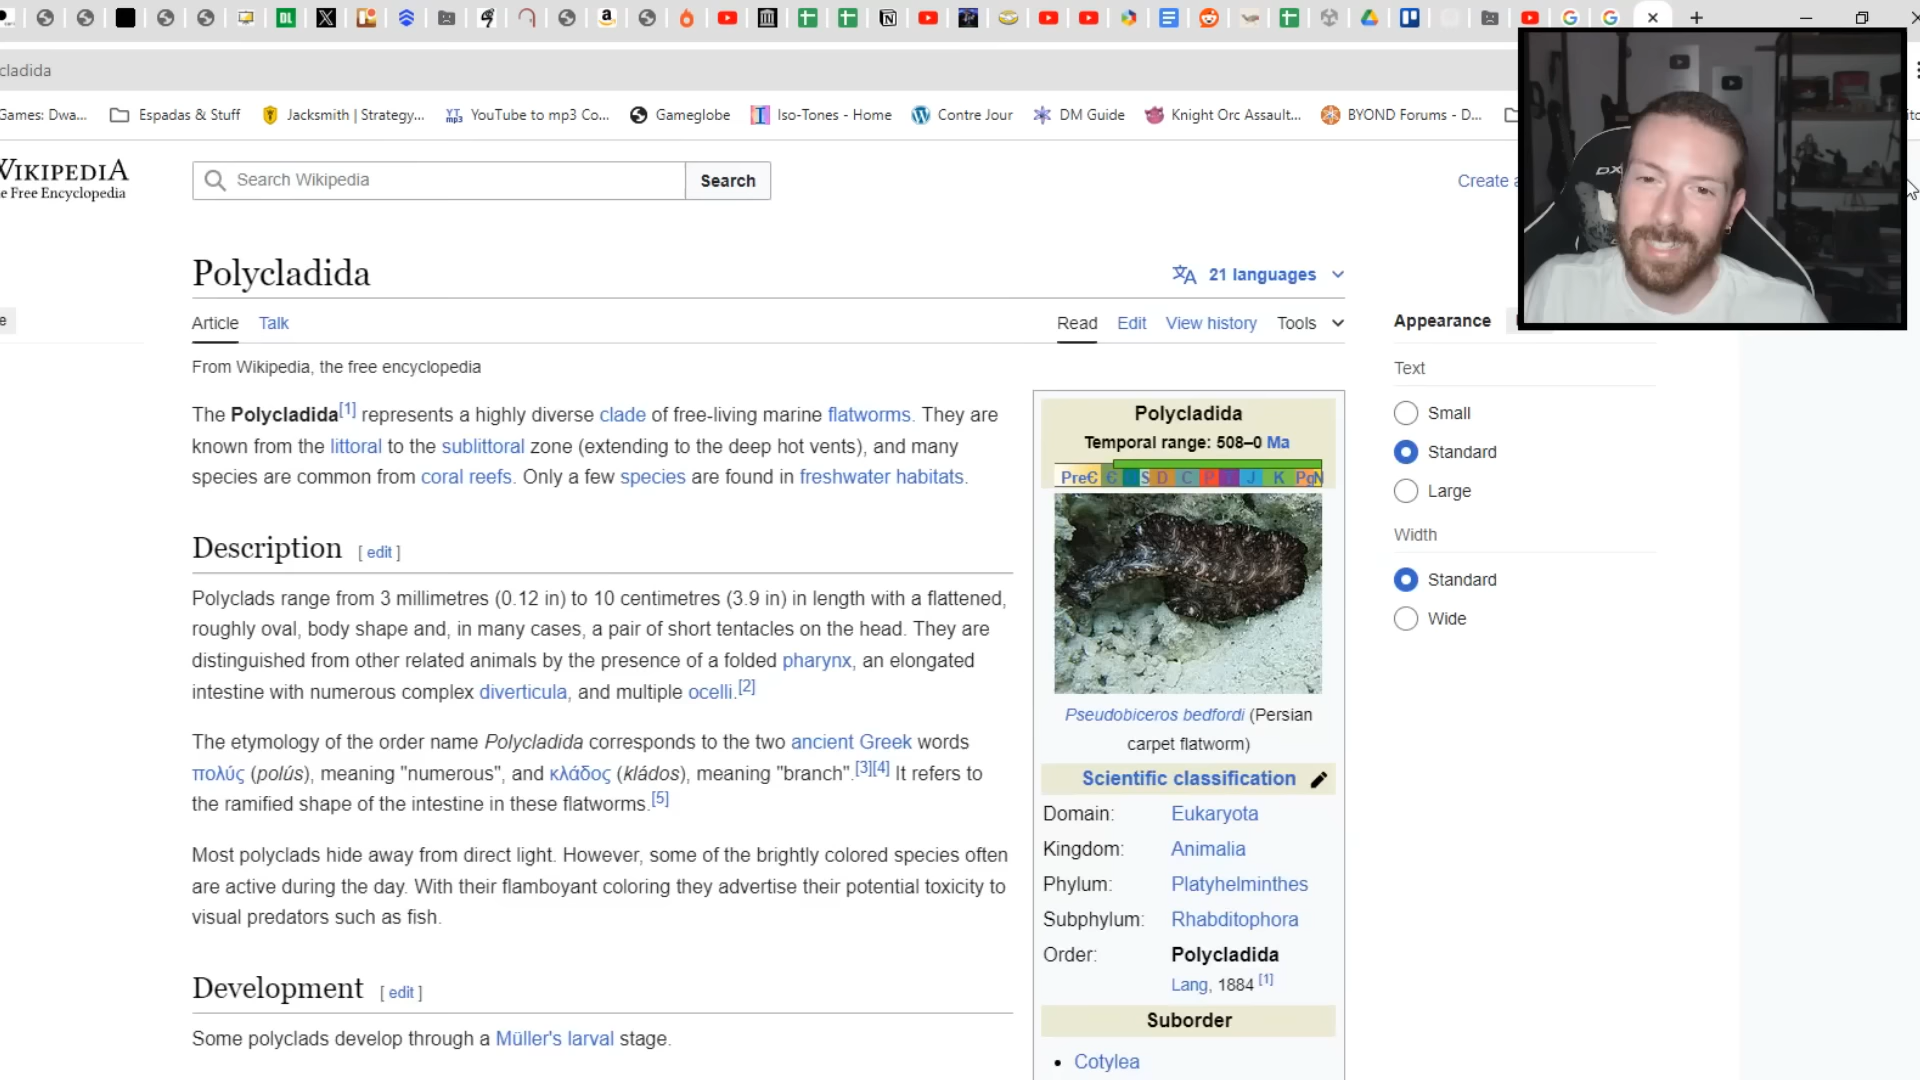 cladida
Games: Dwa...
Espadas & Stuff
Jacksmith | Strategy...
YouTube to mp3 Co...
Gameglobe
Iso-Tones - Home
Contre Jour
DM Guide
Knight Orc Assault...
BYOND Forums - D...
WIKIPEDIA
e Free Encyclopedia
Search Wikipedia
Search
Create a
Polycladida
21 languages
Article Talk
Read Edit View history Tools
From Wikipedia, the free encyclopedia
The Polycladida[1] represents a highly diverse clade of free-living marine flatworms. They are
known from the littoral to the sublittoral zone (extending to the deep hot vents), and many
species are common from coral reefs. Only a few species are found in freshwater habitats.
Description [ edit ]
Polyclads range from 3 millimetres (0.12 in) to 10 centimetres (3.9 in) in length with a flattened,
roughly oval, body shape and, in many cases, a pair of short tentacles on the head. They are
distinguished from other related animals by the presence of a folded pharynx, an elongated
intestine with numerous complex diverticula, and multiple ocelli.[2]
The etymology of the order name Polycladida corresponds to the two ancient Greek words
πολύς (polús), meaning "numerous", and κλάδος (kládos), meaning "branch".[3][4] It refers to
the ramified shape of the intestine in these flatworms.[5]
Most polyclads hide away from direct light. However, some of the brightly colored species often
are active during the day. With their flamboyant coloring they advertise their potential toxicity to
visual predators such as fish.
Development [ edit ]
Some polyclads develop through a Müller's larval stage.
Polycladida
Temporal range: 508–0 Ma
PreꞒ Ꞓ S D C P J K PgN
Pseudobiceros bedfordi (Persian
carpet flatworm)
Scientific classification
Domain: Eukaryota
Kingdom: Animalia
Phylum: Platyhelminthes
Subphylum: Rhabditophora
Order: Polycladida
Lang, 1884 [1]
Suborder
• Cotylea
Appearance
Text
Small
Standard
Large
Width
Standard
Wide